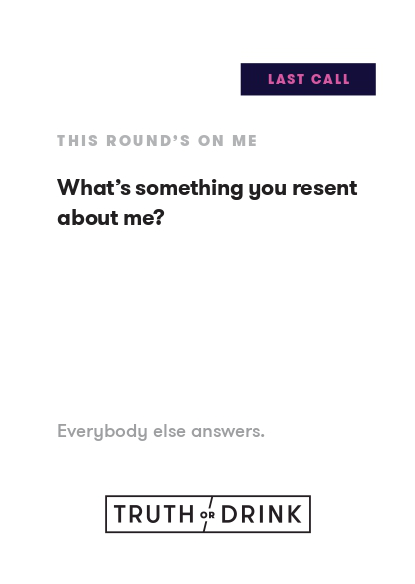 LAST CALL
THIS ROUND’S ON ME
What’s something you resent
about me?
Everybody else answers.
TRUTH OR DRINK